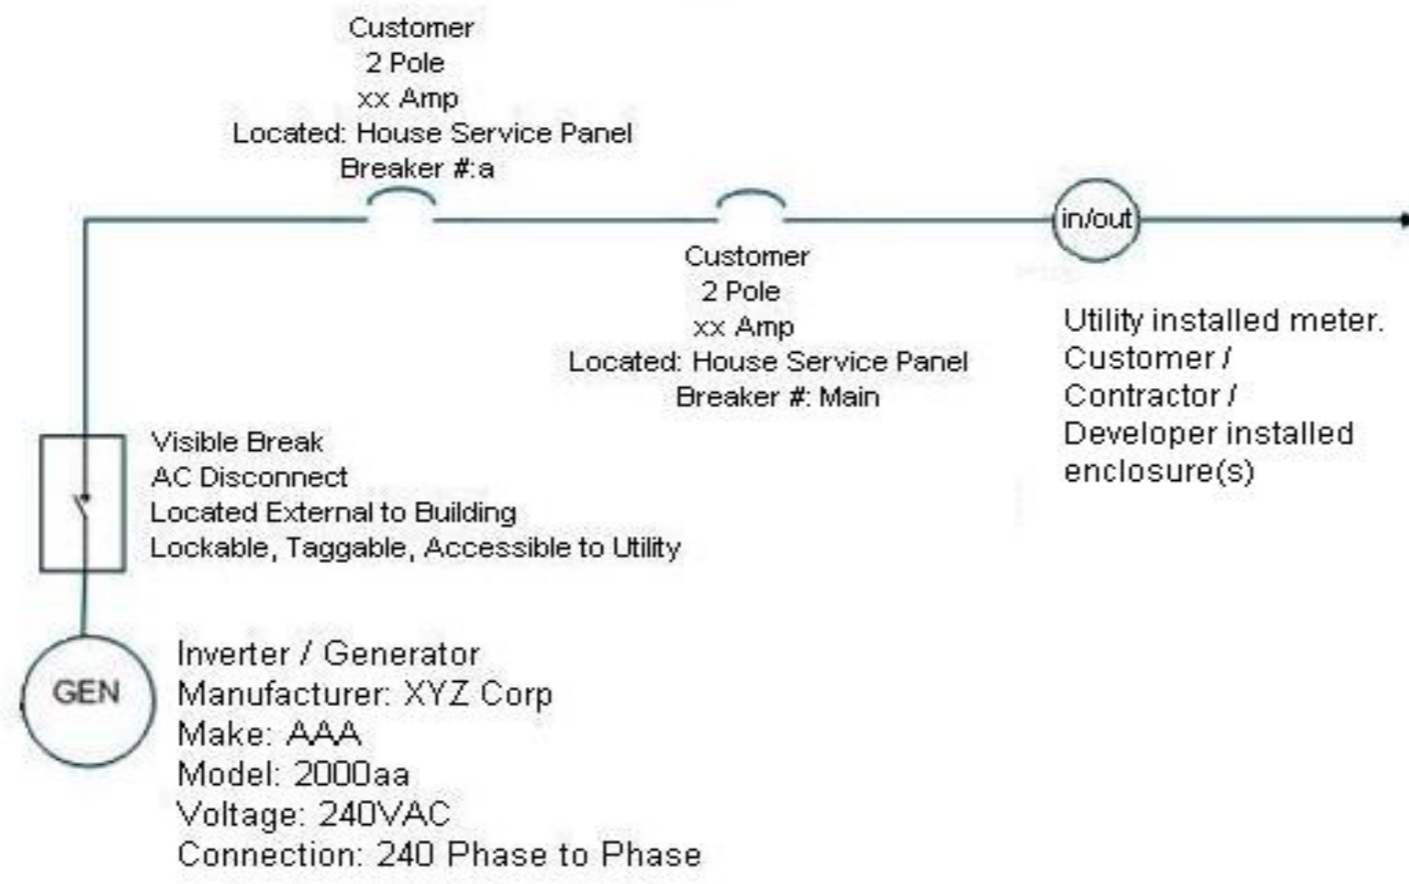 Customer
2 Pole
xx Amp
Located: House Service Panel
Breaker #:a
in/out
Customer
2 Pole
xx Amp
Located: House Service Panel
Breaker #: Main
Utility installed meter.
Customer /
Contractor /
Developer installed
enclosure(s)
Visible Break
AC Disconnect
Located External to Building
Lockable, Taggable, Accessible to Utility
GEN
Inverter / Generator
Manufacturer: XYZ Corp
Make: AAA
Model: 2000aa
Voltage: 240VAC
Connection: 240 Phase to Phase